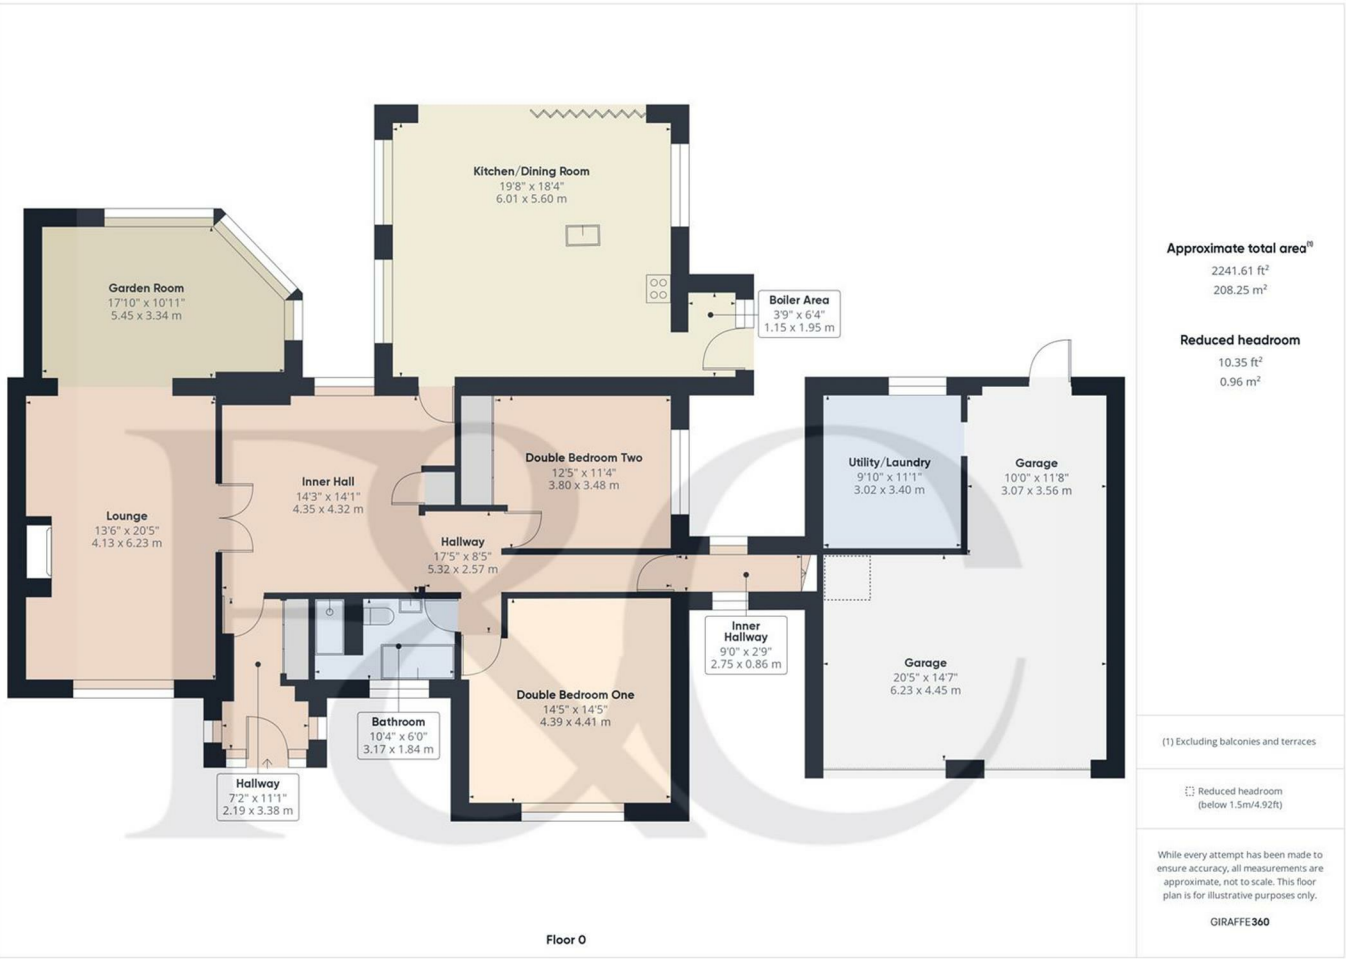 Kitchen/Dining Room
19'8" x 18'4"
6.01 x 5.60 m
Garden Room
17'10" x 10'11"
5.45 x 3.34 m
Boiler Area
3'9" x 6'4"
1.15 x 1.95 m
Double Bedroom Two
12'5" x 11'4"
3.80 x 3.48 m
Utility/Laundry
9'10" x 11'1"
3.02 x 3.40 m
Garage
10'0" x 11'8"
3.07 x 3.56 m
Inner Hall
14'3" x 14'1"
4.35 x 4.32 m
Lounge
13'6" x 20'5"
4.13 x 6.23 m
Hallway
17'5" x 8'5"
5.32 x 2.57 m
Inner
Hallway
9'0" x 2'9"
2.75 x 0.86 m
Garage
20'5" x 14'7"
6.23 x 4.45 m
Double Bedroom One
14'5" x 14'5"
4.39 x 4.41 m
Bathroom
10'4" x 6'0"
3.17 x 1.84 m
Hallway
7'2" x 11'1"
2.19 x 3.38 m
F&C
Floor 0
Approximate total area(1)
2241.61 ft²
208.25 m²
Reduced headroom
10.35 ft²
0.96 m²
(1) Excluding balconies and terraces
Reduced headroom
(below 1.5m/4.92ft)
While every attempt has been made to
ensure accuracy, all measurements are
approximate, not to scale. This floor
plan is for illustrative purposes only.
GIRAFFE360